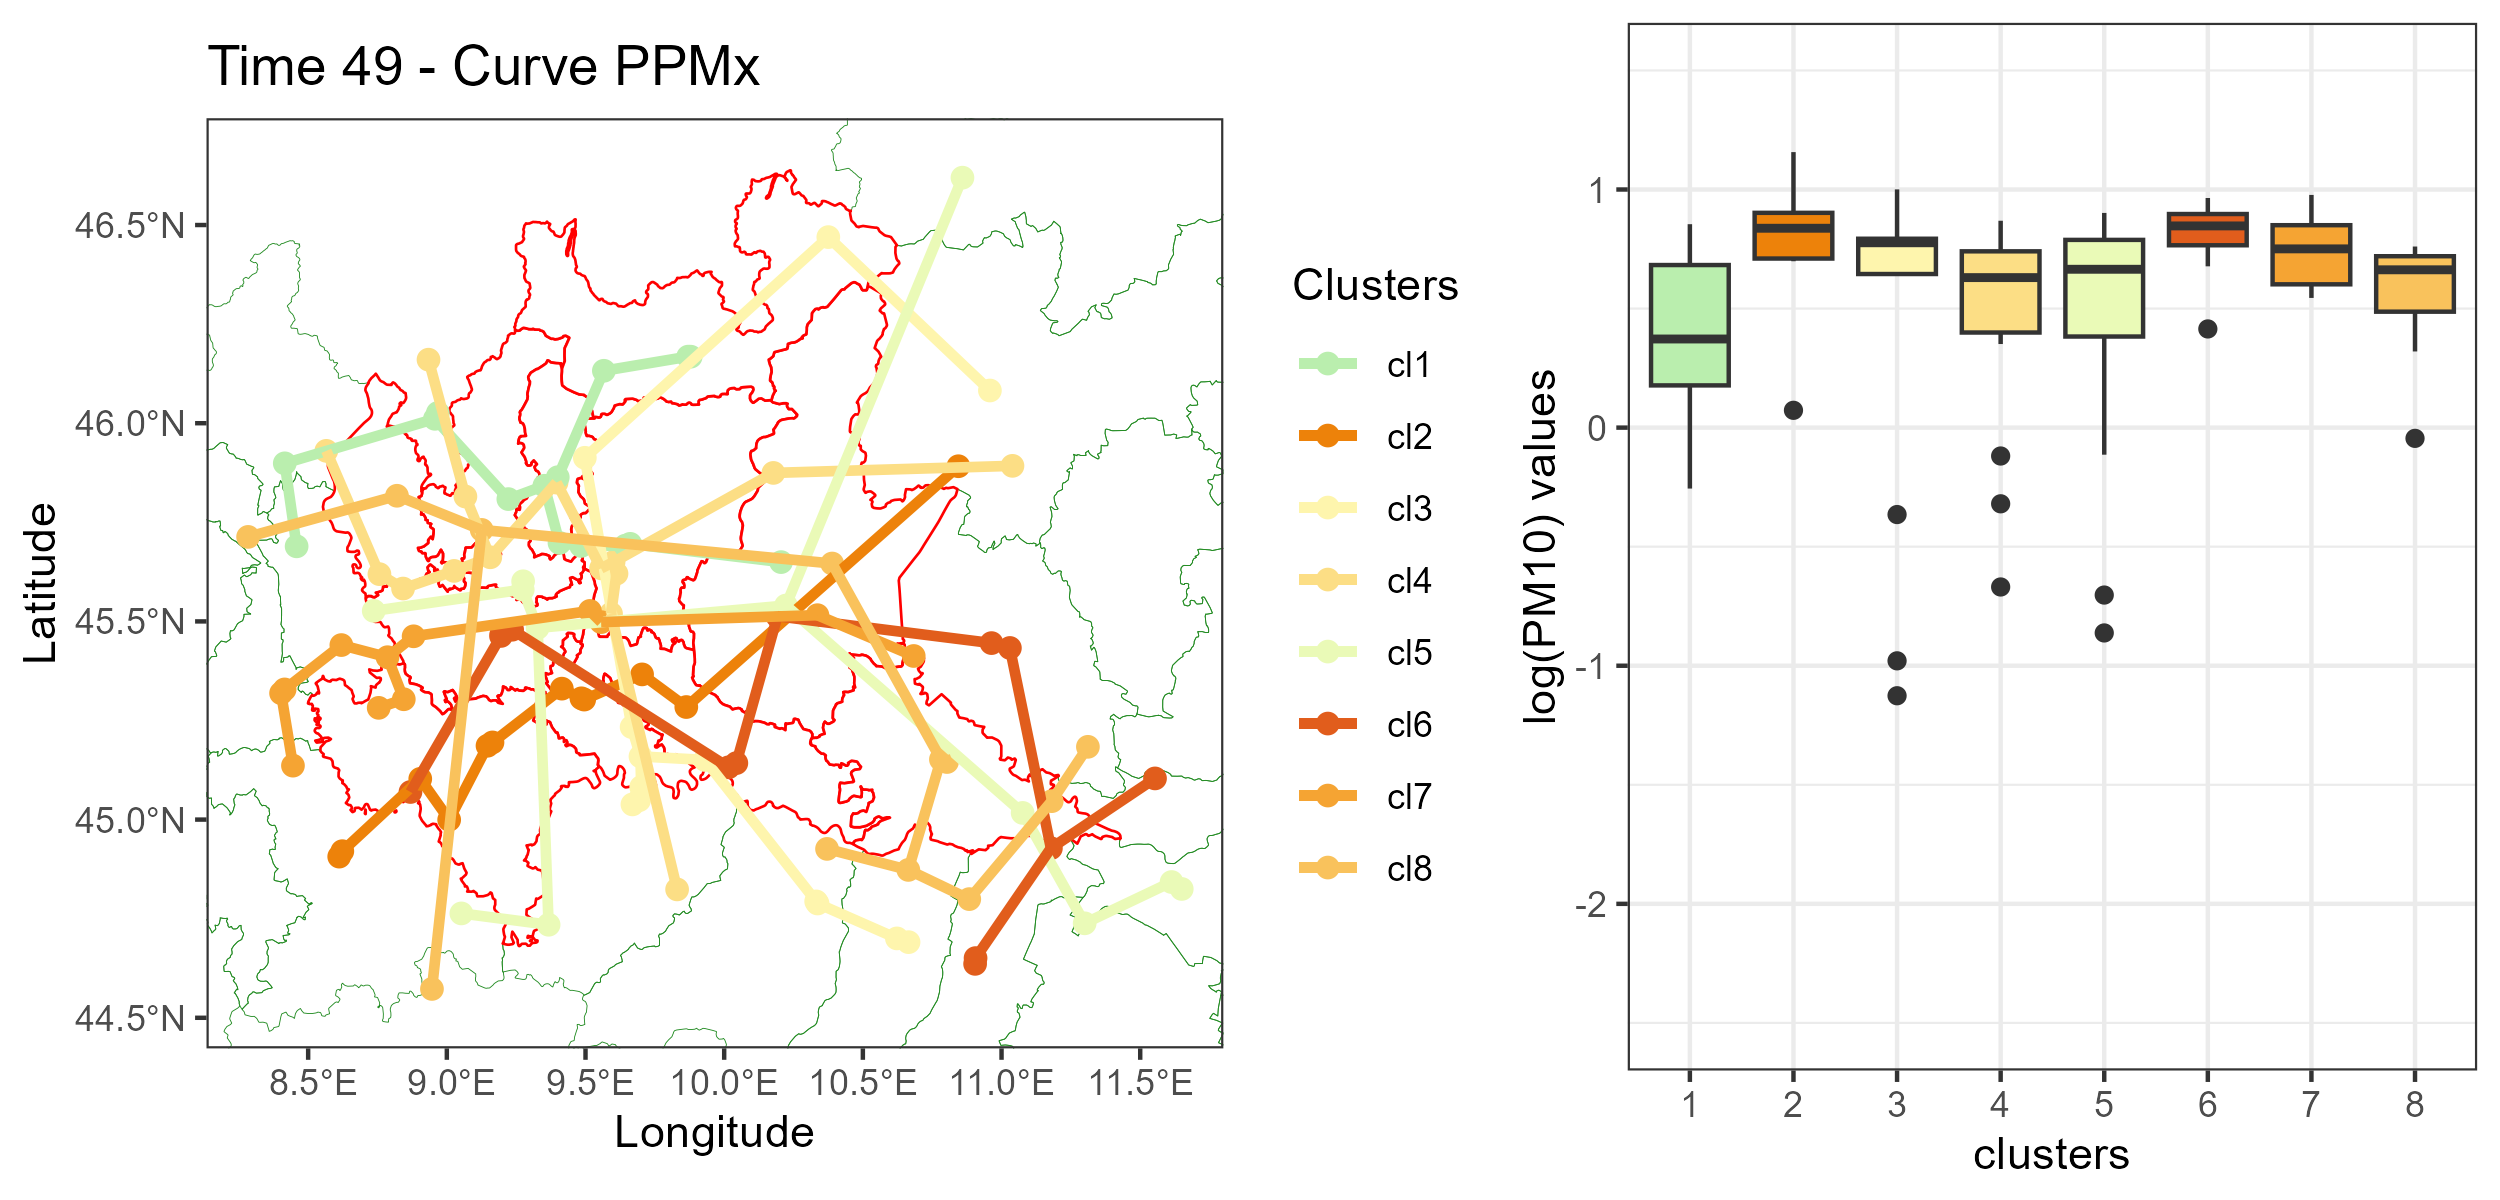 Time 49 - Curve PPMx
Latitude
46.5°N
46.0°N
45.5°N
45.0°N
44.5°N
8.5°E 9.0°E 9.5°E 10.0°E 10.5°E 11.0°E 11.5°E
Longitude
Clusters
cl1
cl2
cl3
cl4
cl5
cl6
cl7
cl8
log(PM10) values
1
0
-1
-2
1 2 3 4 5 6 7 8
clusters